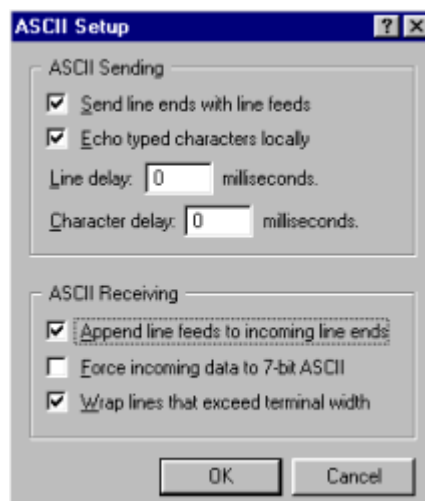 ASCII Setup
ASCII Sending
Send line ends with line feeds
Echo typed characters locally
Line delay: 0 milliseconds.
Character delay: 0 milliseconds.
ASCII Receiving
Append line feeds to incoming line ends
Force incoming data to 7-bit ASCII
Wrap lines that exceed terminal width
OK Cancel